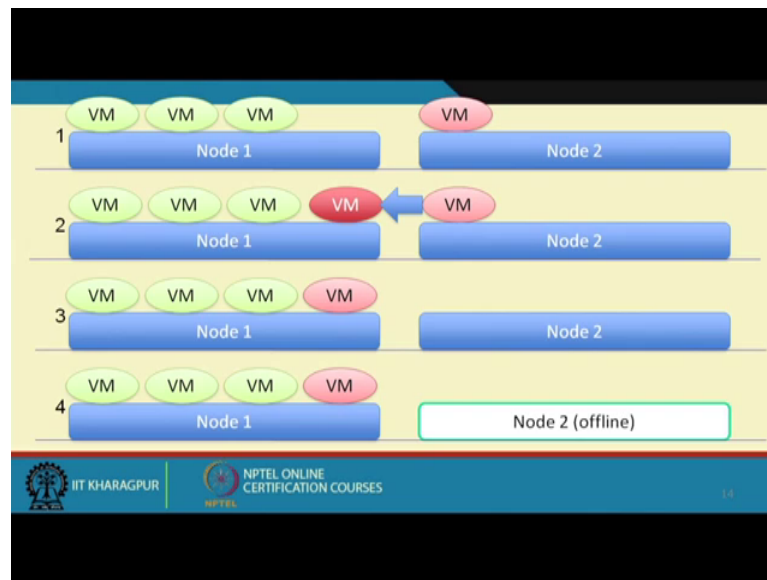 VM VM VM VM
1 Node 1 Node 2
VM VM VM VM VM
2 Node 1 Node 2
VM VM VM VM
3 Node 1 Node 2
VM VM VM VM
4 Node 1 Node 2 (offline)
IIT KHARAGPUR
NPTEL
NPTEL ONLINE
CERTIFICATION COURSES
14